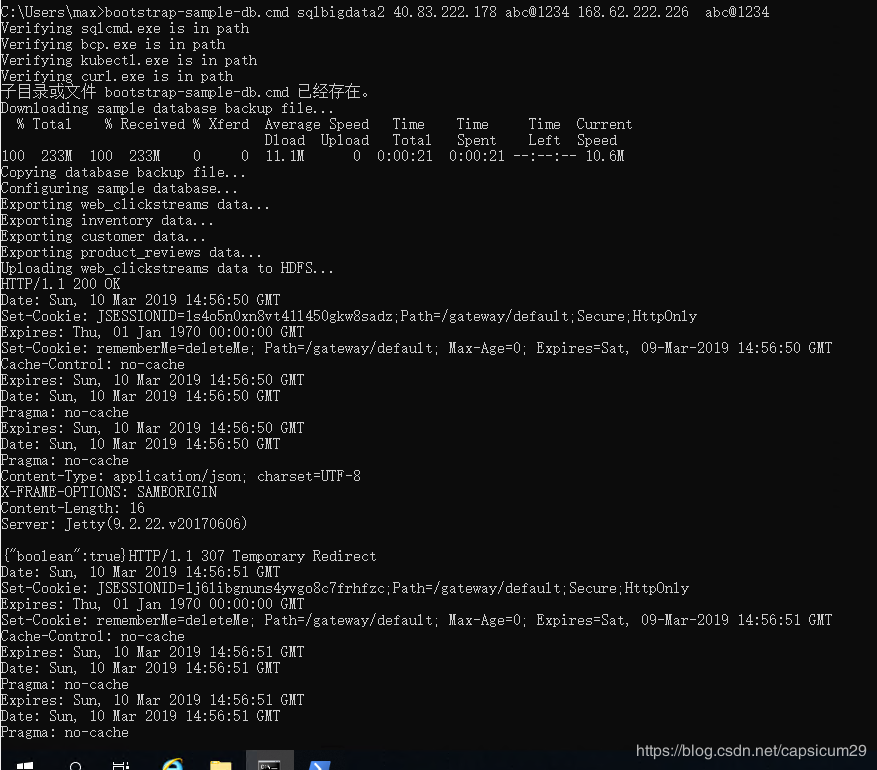 C:\Users\max>bootstrap-sample-db.cmd sqlbigdata2 40.83.222.178 abc@1234 168.62.222.226  abc@1234
Verifying sqlcmd.exe is in path
Verifying bcp.exe is in path
Verifying kubectl.exe is in path
Verifying curl.exe is in path
子目录或文件 bootstrap-sample-db.cmd 已经存在。
Downloading sample database backup file...
  % Total    % Received % Xferd  Average Speed   Time    Time     Time  Current
                                 Dload  Upload   Total   Spent    Left  Speed
100  233M  100  233M    0     0  11.1M      0  0:00:21  0:00:21 --:--:-- 10.6M
Copying database backup file...
Configuring sample database...
Exporting web_clickstreams data...
Exporting inventory data...
Exporting customer data...
Exporting product_reviews data...
Uploading web_clickstreams data to HDFS...
HTTP/1.1 200 OK
Date: Sun, 10 Mar 2019 14:56:50 GMT
Set-Cookie: JSESSIONID=1s4o5n0xn8vt411450gkw8sadz;Path=/gateway/default;Secure;HttpOnly
Expires: Thu, 01 Jan 1970 00:00:00 GMT
Set-Cookie: rememberMe=deleteMe; Path=/gateway/default; Max-Age=0; Expires=Sat, 09-Mar-2019 14:56:50 GMT
Cache-Control: no-cache
Expires: Sun, 10 Mar 2019 14:56:50 GMT
Date: Sun, 10 Mar 2019 14:56:50 GMT
Pragma: no-cache
Expires: Sun, 10 Mar 2019 14:56:50 GMT
Date: Sun, 10 Mar 2019 14:56:50 GMT
Pragma: no-cache
Content-Type: application/json; charset=UTF-8
X-FRAME-OPTIONS: SAMEORIGIN
Content-Length: 16
Server: Jetty(9.2.22.v20170606)
{"boolean":true}HTTP/1.1 307 Temporary Redirect
Date: Sun, 10 Mar 2019 14:56:51 GMT
Set-Cookie: JSESSIONID=1j61ibgnuns4yvgo8c7frhfzc;Path=/gateway/default;Secure;HttpOnly
Expires: Thu, 01 Jan 1970 00:00:00 GMT
Set-Cookie: rememberMe=deleteMe; Path=/gateway/default; Max-Age=0; Expires=Sat, 09-Mar-2019 14:56:51 GMT
Cache-Control: no-cache
Expires: Sun, 10 Mar 2019 14:56:51 GMT
Date: Sun, 10 Mar 2019 14:56:51 GMT
Pragma: no-cache
Expires: Sun, 10 Mar 2019 14:56:51 GMT
Date: Sun, 10 Mar 2019 14:56:51 GMT
Pragma: no-cache
https://blog.csdn.net/capsicum29